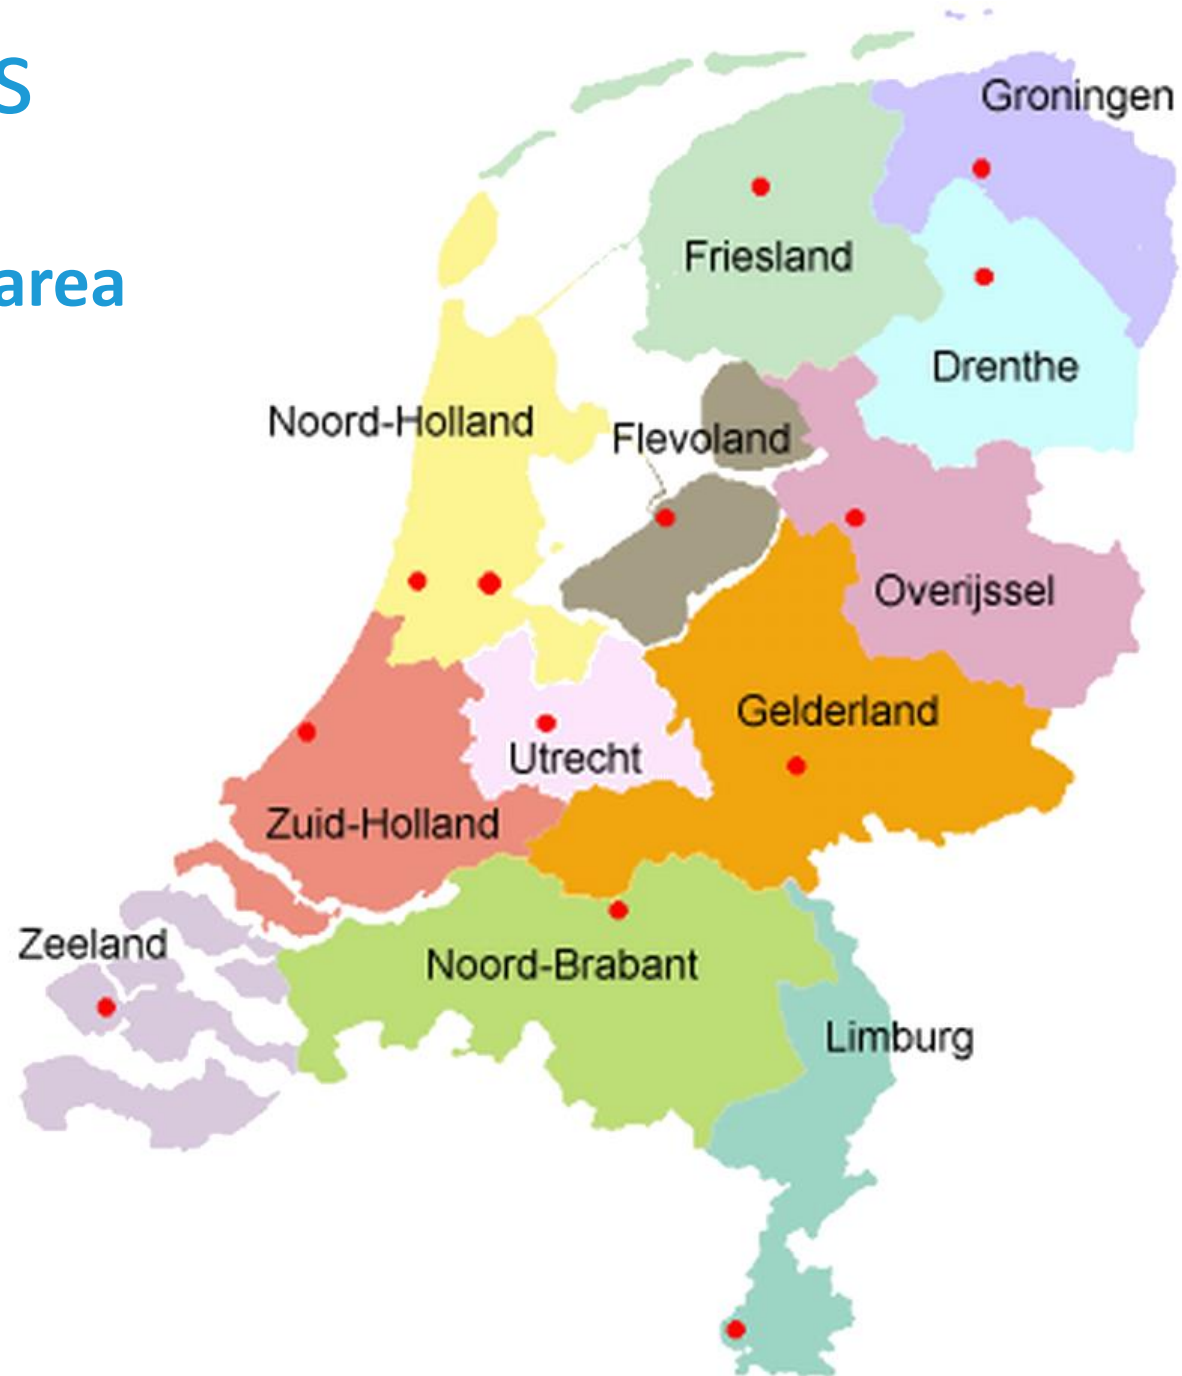 s
Groningen
Friesland
area
Drenthe
Noord-Holland
Flevoland
Overijssel
Gelderland
Utrecht
Zuid-Holland
Zeeland
Noord-Brabant
Limburg